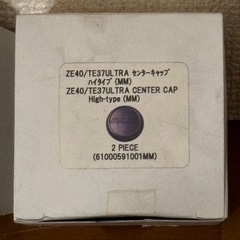 ZE40/TE37ULTRA センターキャップ
ハイタイプ(MM)
ZE40/TE37ULTRA CENTER CAP
High-type (MM)
2 PIECE
(61000591001MM)